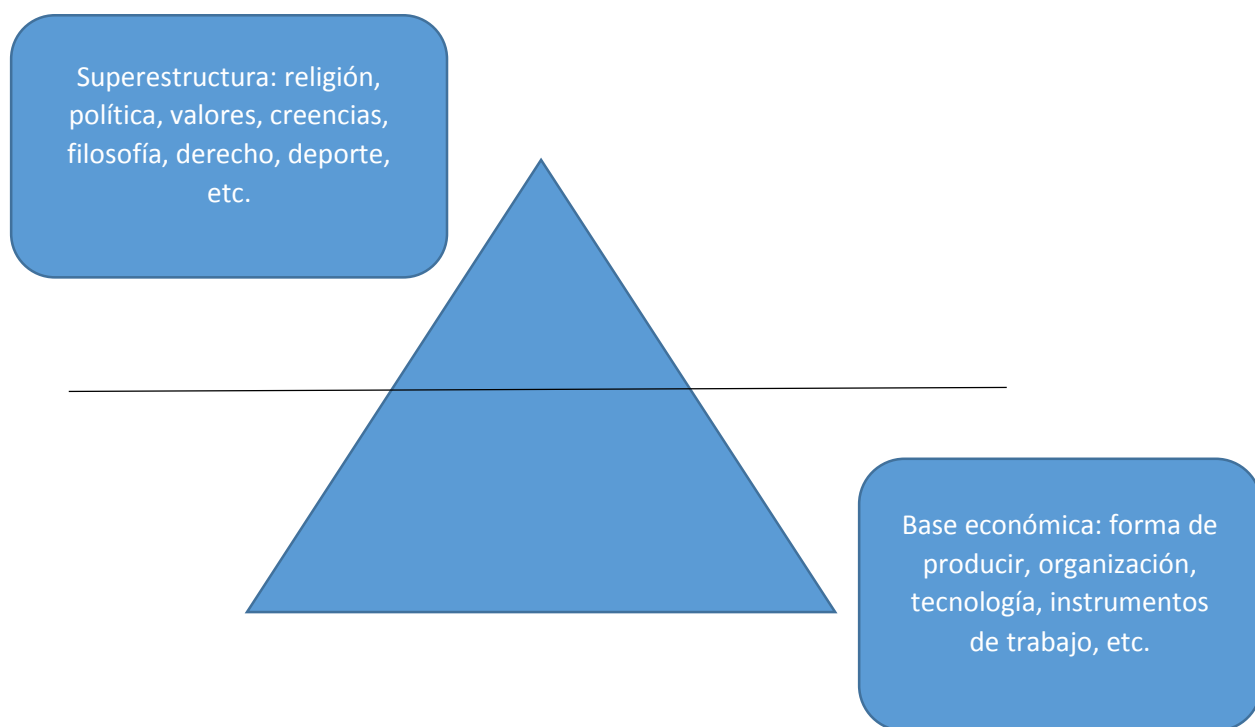 Superestructura: religión,
política, valores, creencias,
filosofía, derecho, deporte,
etc.
Base económica: forma de
producir, organización,
tecnología, instrumentos
de trabajo, etc.